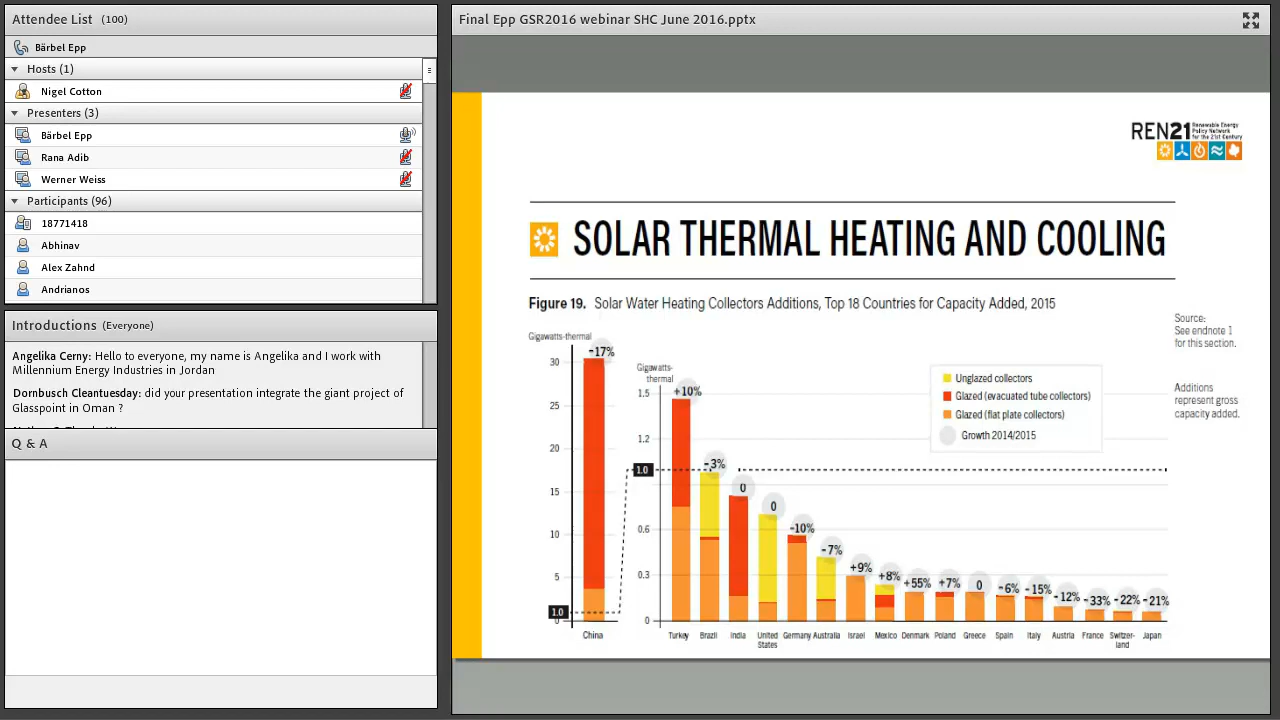 Attendee List (100)
Bärbel Epp
Hosts (1)
Nigel Cotton
Presenters (3)
Bärbel Epp
Rana Adib
Werner Weiss
Participants (96)
18771418
Abhinav
Alex Zahnd
Andrianos
Introductions (Everyone)
Angelika Cerny: Hello to everyone, my name is Angelika and i Work with
Millennium Energy Industries in Jordan
Dornbusch Cleantuesday: did your presentation integrate the giant project of
Glasspoint in Oman ?
Q & A
Final Epp GSR2016 webinar SHC June 2016.pptx
REN21 Renewable Energy
Policy Network
for the 21st Century
SOLAR THERMAL HEATING AND COOLING
Figure 19. Solar Water Heating Collectors Additions, Top 18 Countries for Capacity Added, 2015
Source:
See endnote 1
for this section.
Additions
represent gross
capacity added.
Gigawatts-thermal
30
25
20
15
10
5
1.0
0
-17%
China
Gigawatts-
thermal
1.5
1.2
1.0
0.6
0.3
0
Unglazed collectors
Glazed (evacuated tube collectors)
Glazed (flat plate collectors)
Growth 2014/2015
+10%
-3%
0
0
-10%
-7%
+9%
+8%
+55%
+7%
0
-6%
-15%
-12%
-33%
-22%
-21%
Turkey
Brazil
India
United
States
Germany
Australia
Israel
Mexico
Denmark
Poland
Greece
Spain
Italy
Austria
France
Switzer-
land
Japan